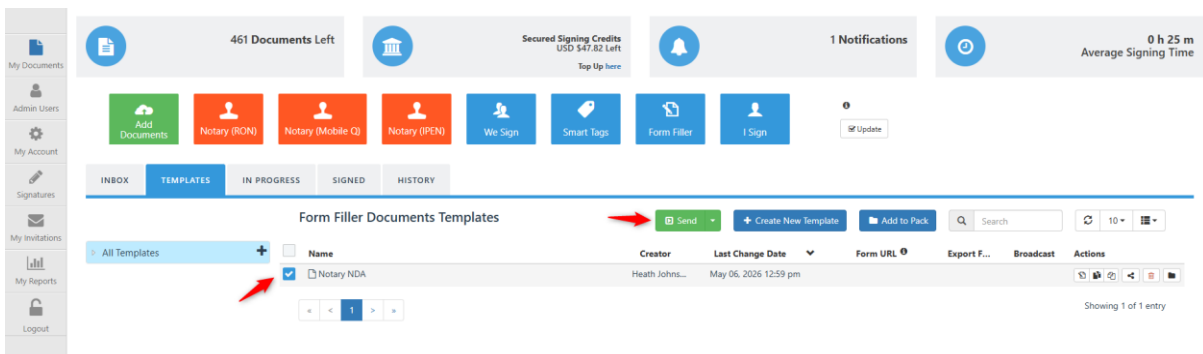 My Documents
Admin Users
My Account
Signatures
My Invitations
My Reports
Logout
461 Documents Left
Secured Signing Credits
USD $47.82 Left
Top Up here
1 Notifications
0 h 25 m
Average Signing Time
Add
Documents
Notary (RON)
Notary (Mobile Q)
Notary (IPEN)
We Sign
Smart Tags
Form Filler
I Sign
Update
INBOX TEMPLATES IN PROGRESS SIGNED HISTORY
Form Filler Documents Templates
Send
+ Create New Template
Add to Pack
Search
10
All Templates +
Name Creator Last Change Date Form URL Export F... Broadcast Actions
Notary NDA Heath Johns... May 06, 2026 12:59 pm
« < 1 > »
Showing 1 of 1 entry